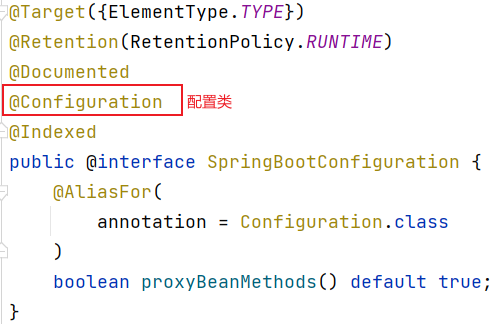 @Target({ElementType.TYPE})
@Retention(RetentionPolicy.RUNTIME)
@Documented
@Configuration 配置类
@Indexed
public @interface SpringBootConfiguration {
    @AliasFor(
        annotation = Configuration.class
    )
    boolean proxyBeanMethods() default true;
}